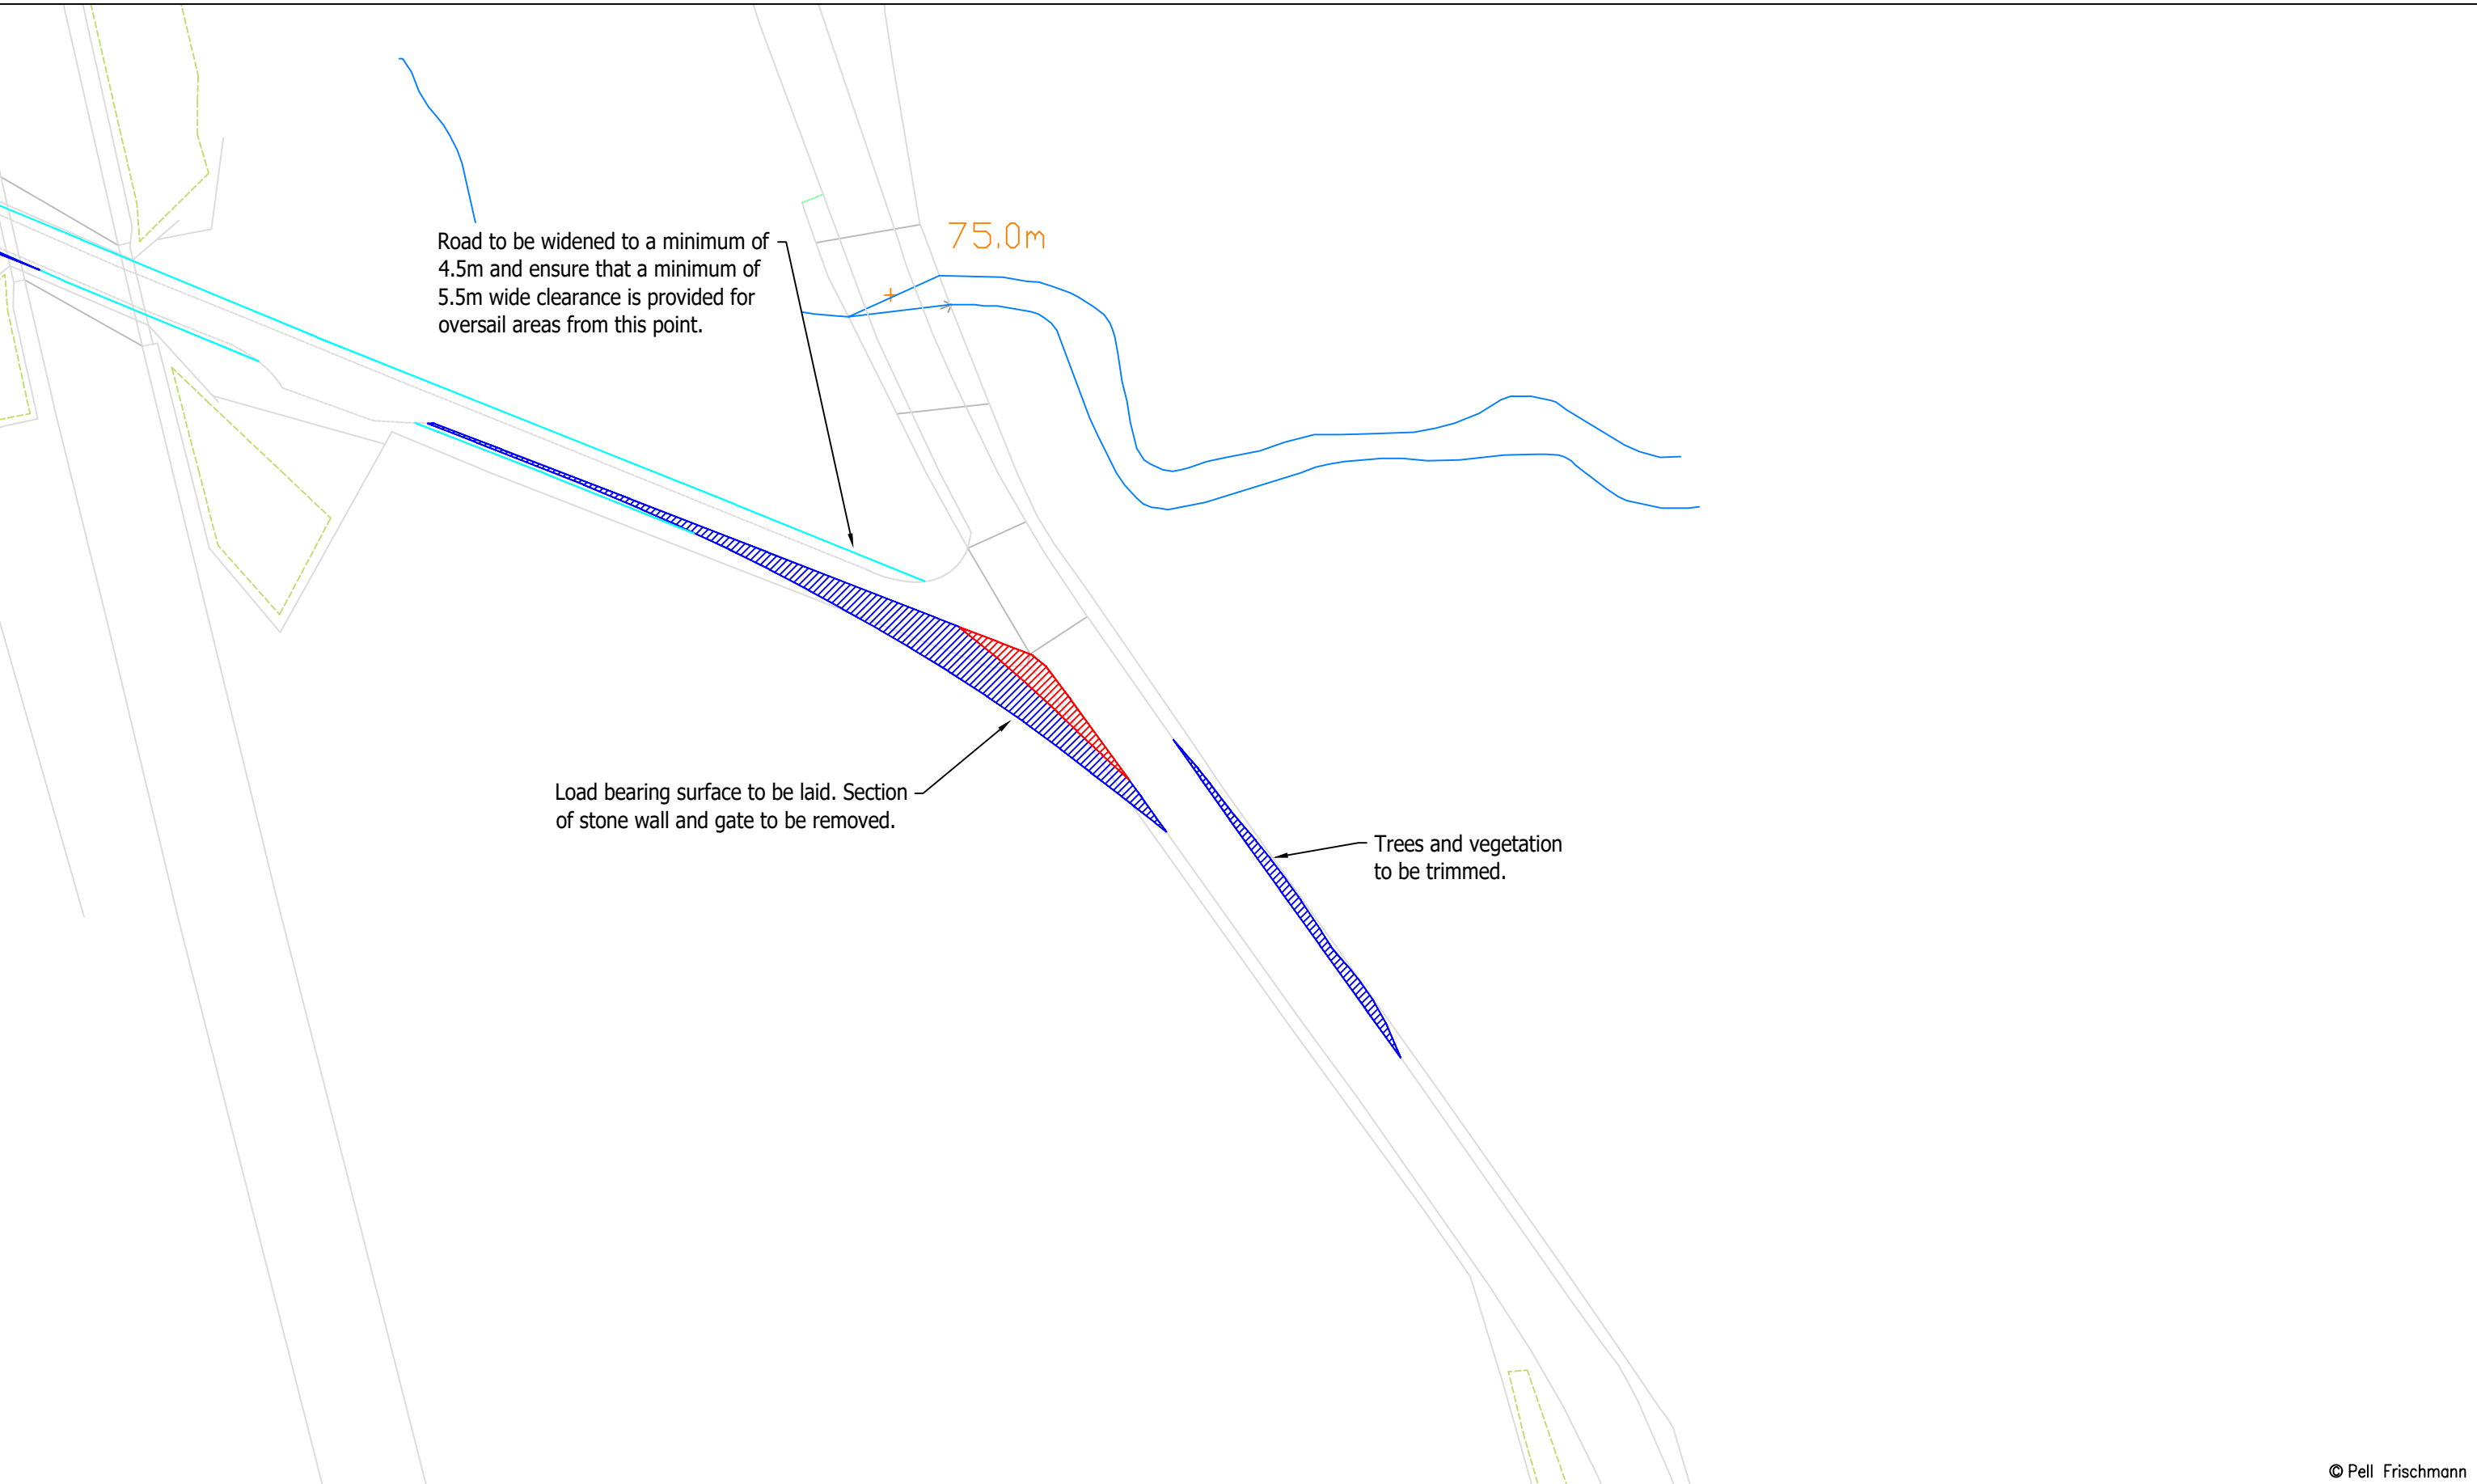 75.0m
Road to be widened to a minimum of
4.5m and ensure that a minimum of
5.5m wide clearance is provided for
oversail areas from this point.
Load bearing surface to be laid. Section
of stone wall and gate to be removed.
Trees and vegetation
to be trimmed.
© Pell Frischmann